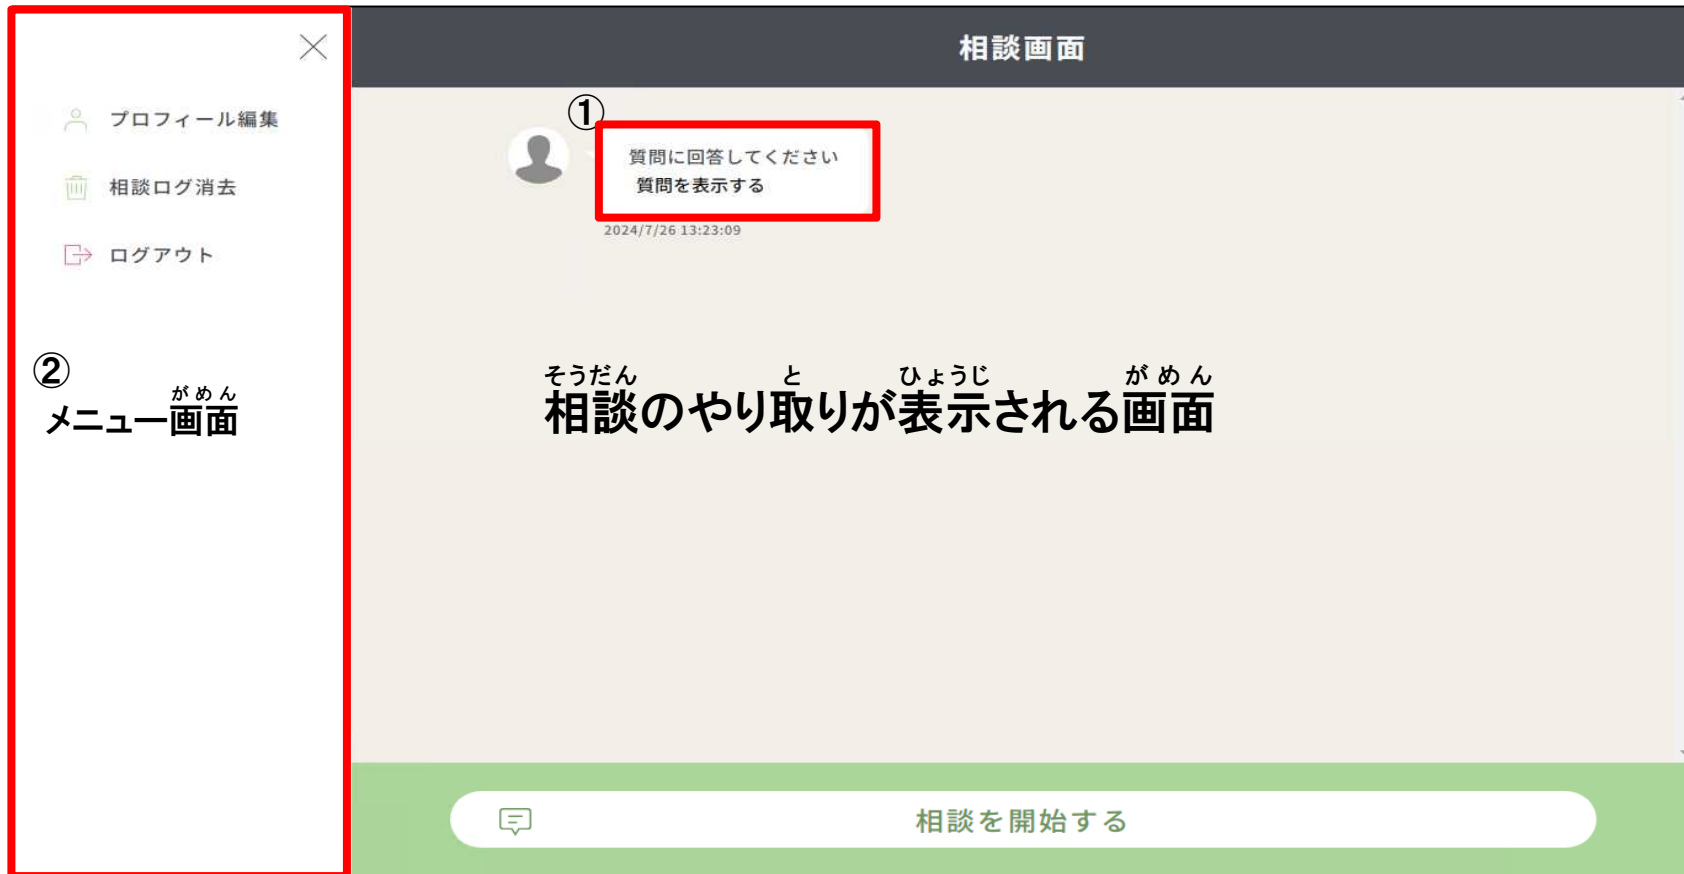 相談画面
プロフィール編集
相談ログ消去
ログアウト
②
がめん
メニュー画面
①
質問に回答してください
質問を表示する
2024/7/26 13:23:09
そうだん と ひょうじ がめん
相談のやり取りが表示される画面
相談を開始する